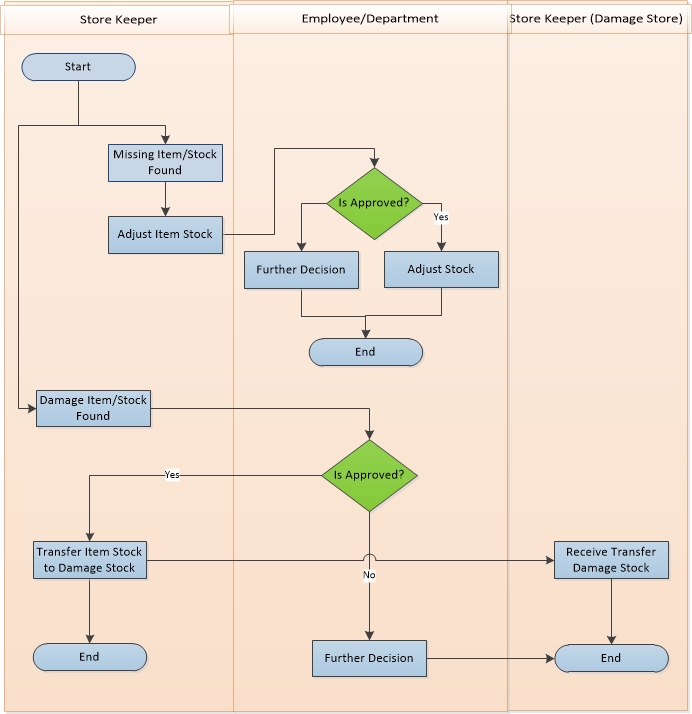 Store Keeper
Employee/Department
Store Keeper (Damage Store)
Start
Missing Item/Stock
Found
Is Approved?
Yes
Adjust Item Stock
Further Decision
Adjust Stock
End
Damage Item/Stock
Found
Is Approved?
Yes
Transfer Item Stock
to Damage Stock
Receive Transfer
Damage Stock
No
End
Further Decision
End